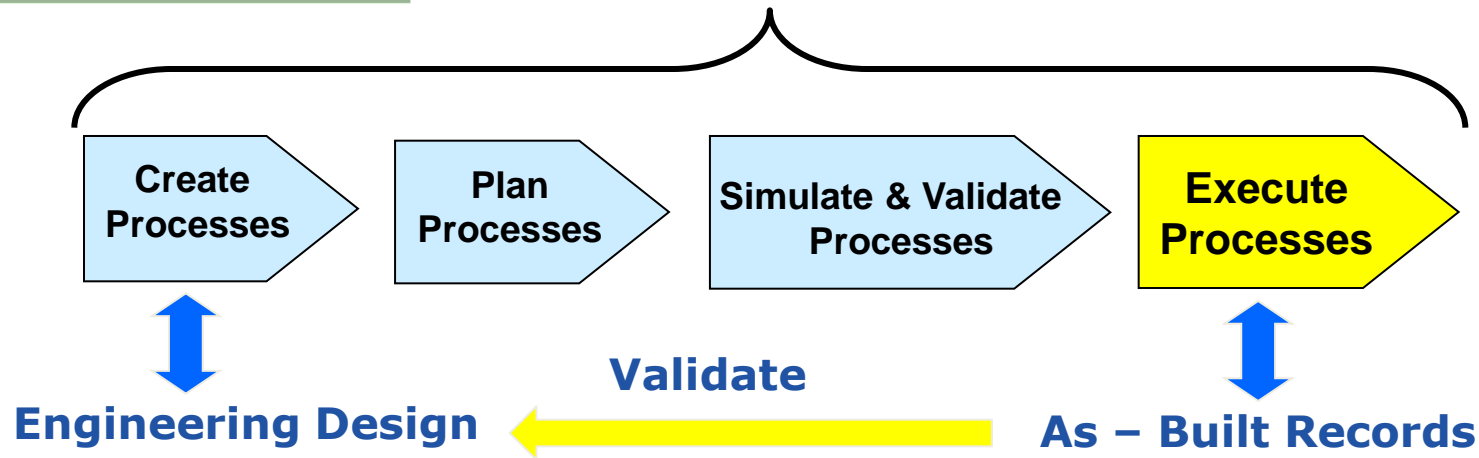 Create
Processes
Plan
Processes
Simulate & Validate
Processes
Execute
Processes
Validate
Engineering Design
As – Built Records